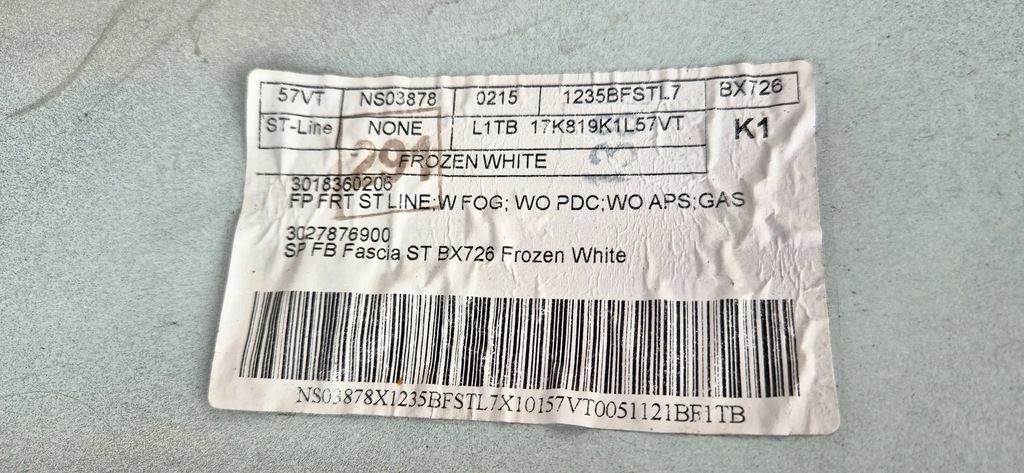 57VT NS03878 0215 1235BFSTL7 BX726
ST-Line NONE L1TB 17K819K1L57VT K1
291
FROZEN WHITE
3018360206
FP FRT ST LINE;W FOG; WO PDC;WO APS;GAS
3027876900
SP FB Fascia ST BX726 Frozen White
NS03878X1235BFSTL7X10157VT0051121BF1TB